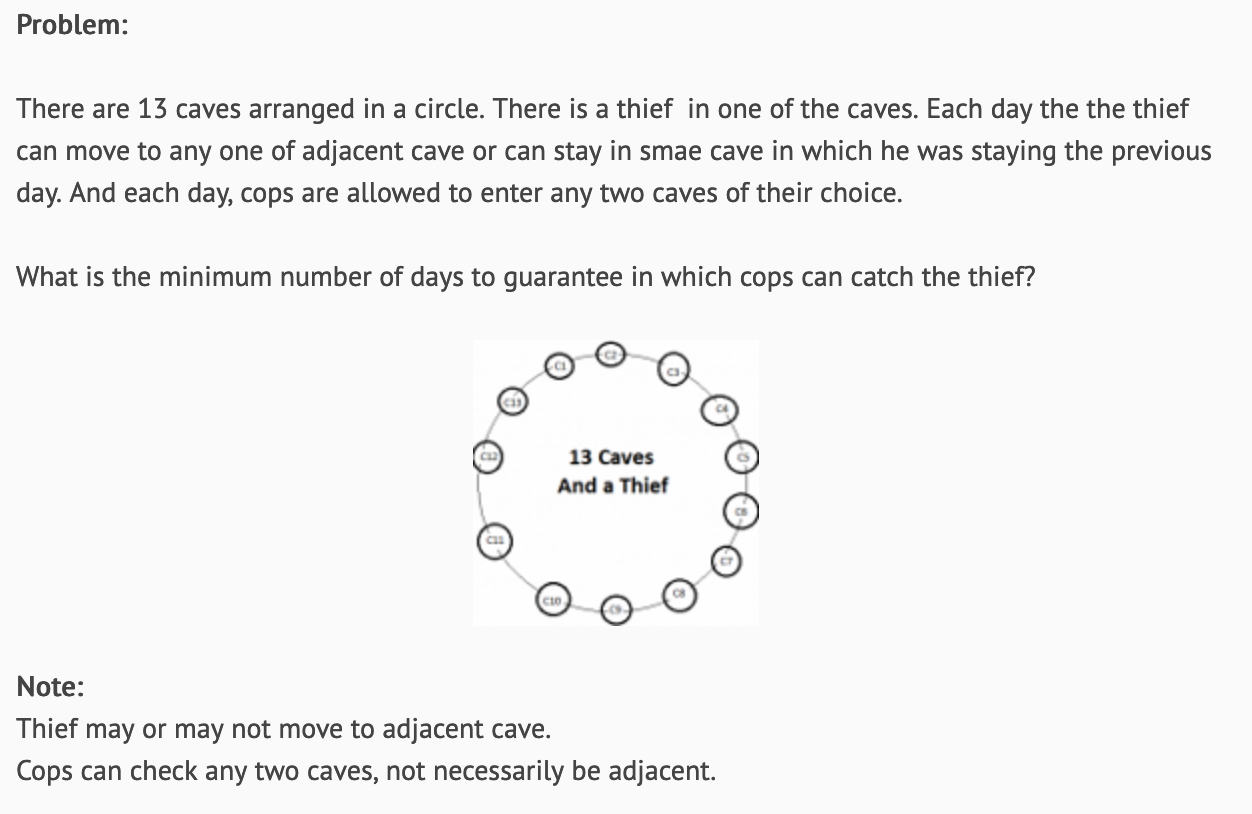 Problem:
There are 13 caves arranged in a circle. There is a thief in one of the caves. Each day the the thief
can move to any one of adjacent cave or can stay in smae cave in which he was staying the previous
day. And each day, cops are allowed to enter any two caves of their choice.
What is the minimum number of days to guarantee in which cops can catch the thief?
C1
C2
C3
C4
C5
C6
C7
C8
C9
C10
C11
C12
C13
13 Caves
And a Thief
Note:
Thief may or may not move to adjacent cave.
Cops can check any two caves, not necessarily be adjacent.